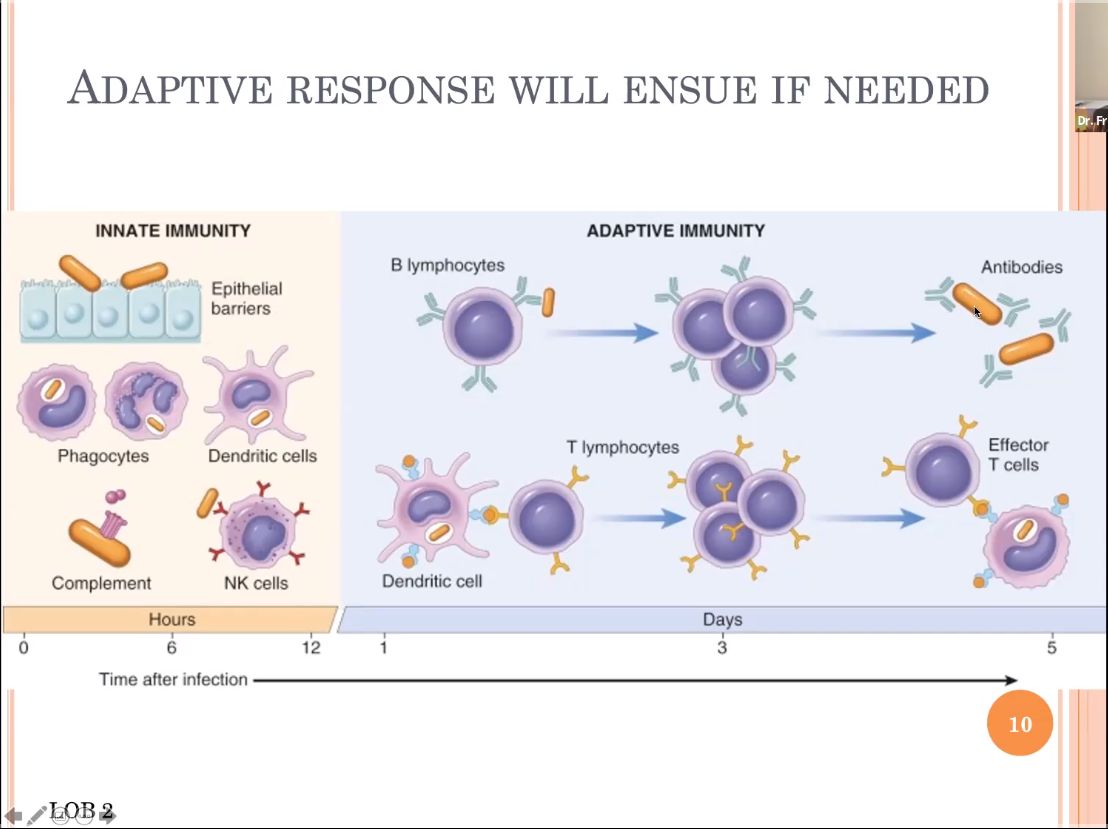 ADAPTIVE RESPONSE WILL ENSUE IF NEEDED
Dr. Fr
INNATE IMMUNITY
Epithelial
barriers
Phagocytes
Dendritic cells
Complement
NK cells
ADAPTIVE IMMUNITY
B lymphocytes
Antibodies
T lymphocytes
Effector
T cells
Dendritic cell
Hours
Days
0 6 12 1 3 5
Time after infection
10
LOB 2